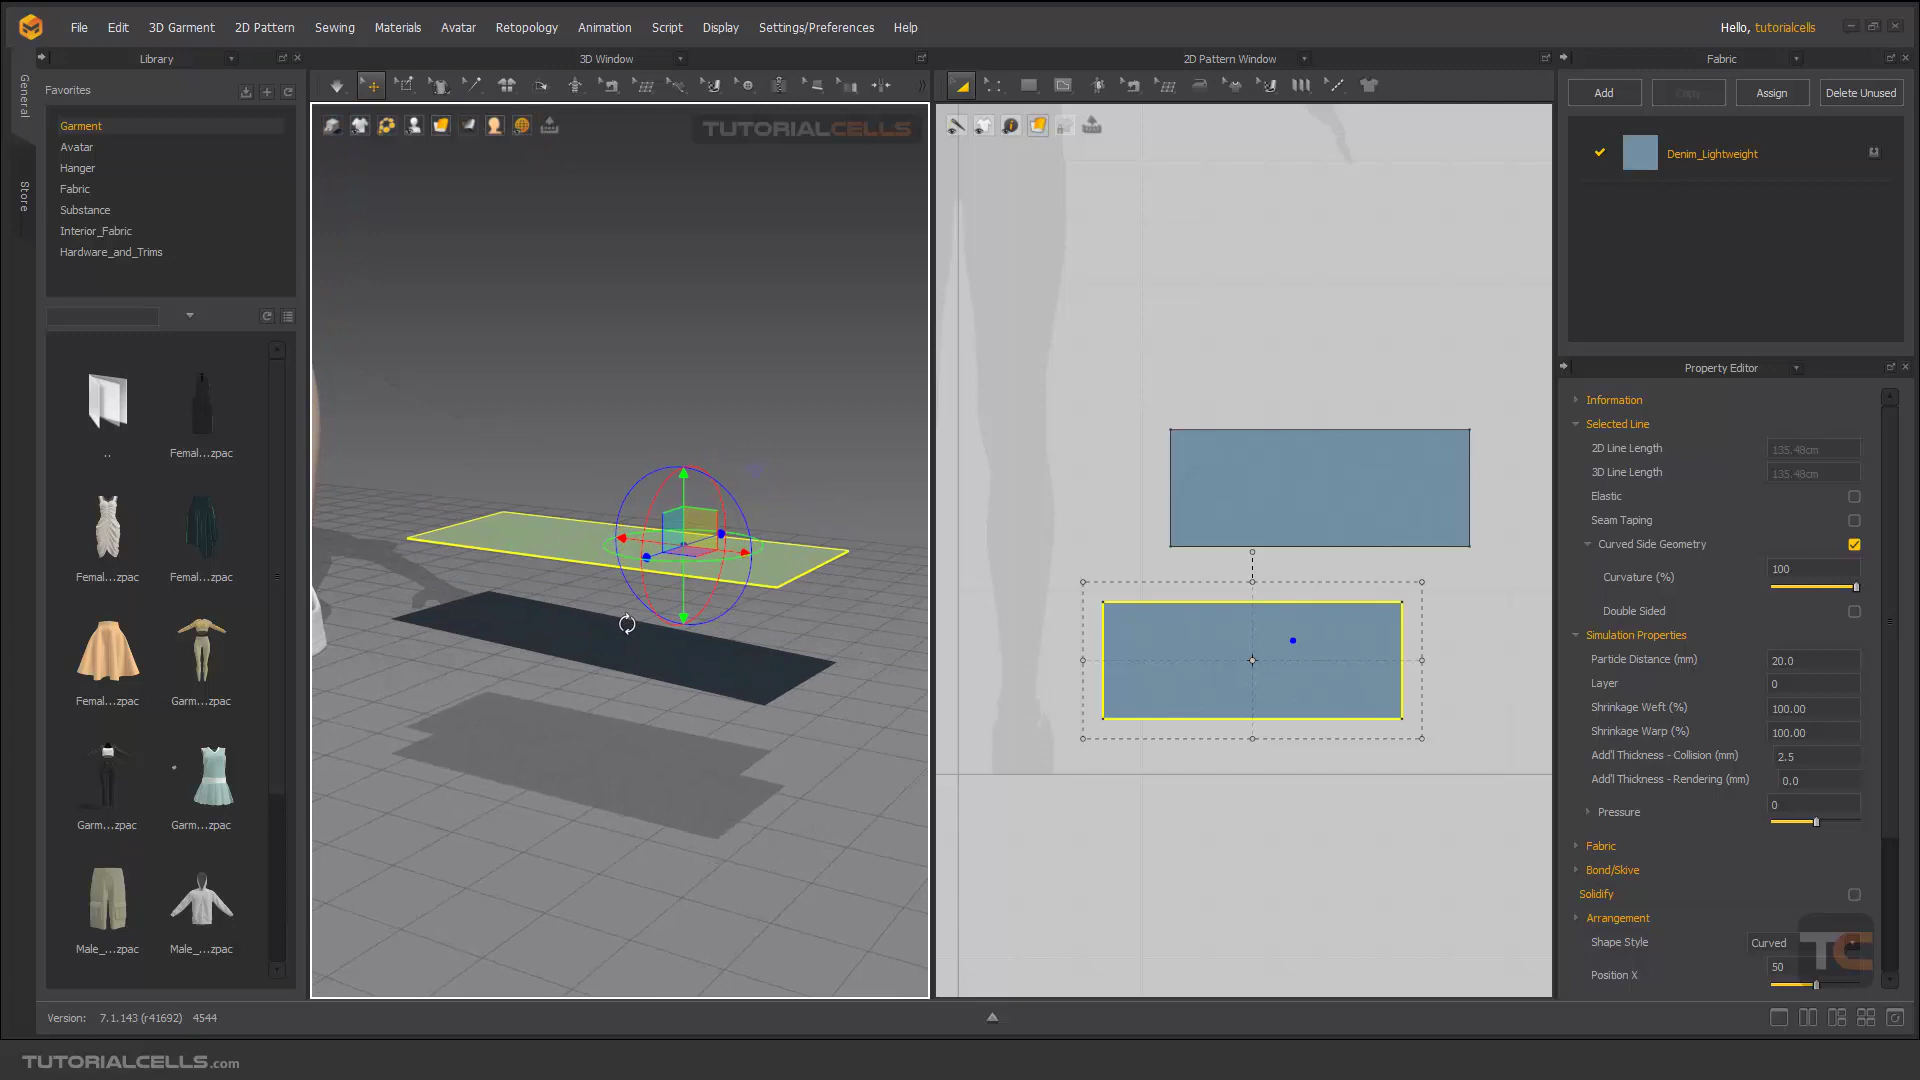 File Edit 3D Garment 2D Pattern Sewing Materials Avatar Retopology Animation Script Display Settings/Preferences Help Hello, tutorialcells
Library 3D Window 2D Pattern Window Fabric
General
Store
Favorites
Garment
Avatar
Hanger
Fabric
Substance
Interior_Fabric
Hardware_and_Trims
..
Femal...zpac
Femal...zpac
Femal...zpac
Femal...zpac
Garm...zpac
Garm...zpac
Garm...zpac
Male_...zpac
Male_...zpac
TUTORIALCELLS
Add Copy Assign Delete Unused
Denim_Lightweight
Property Editor
Information
Selected Line
2D Line Length 135.48cm
3D Line Length 135.48cm
Elastic
Seam Taping
Curved Side Geometry
Curvature (%) 100
Double Sided
Simulation Properties
Particle Distance (mm) 20.0
Layer 0
Shrinkage Weft (%) 100.00
Shrinkage Warp (%) 100.00
Add'l Thickness - Collision (mm) 2.5
Add'l Thickness - Rendering (mm) 0.0
Pressure 0
Fabric
Bond/Skive
Solidify
Arrangement
Shape Style Curved
Position X 50
TC
Version: 7.1.143 (r41692) 4544
TUTORIALCELLS.com